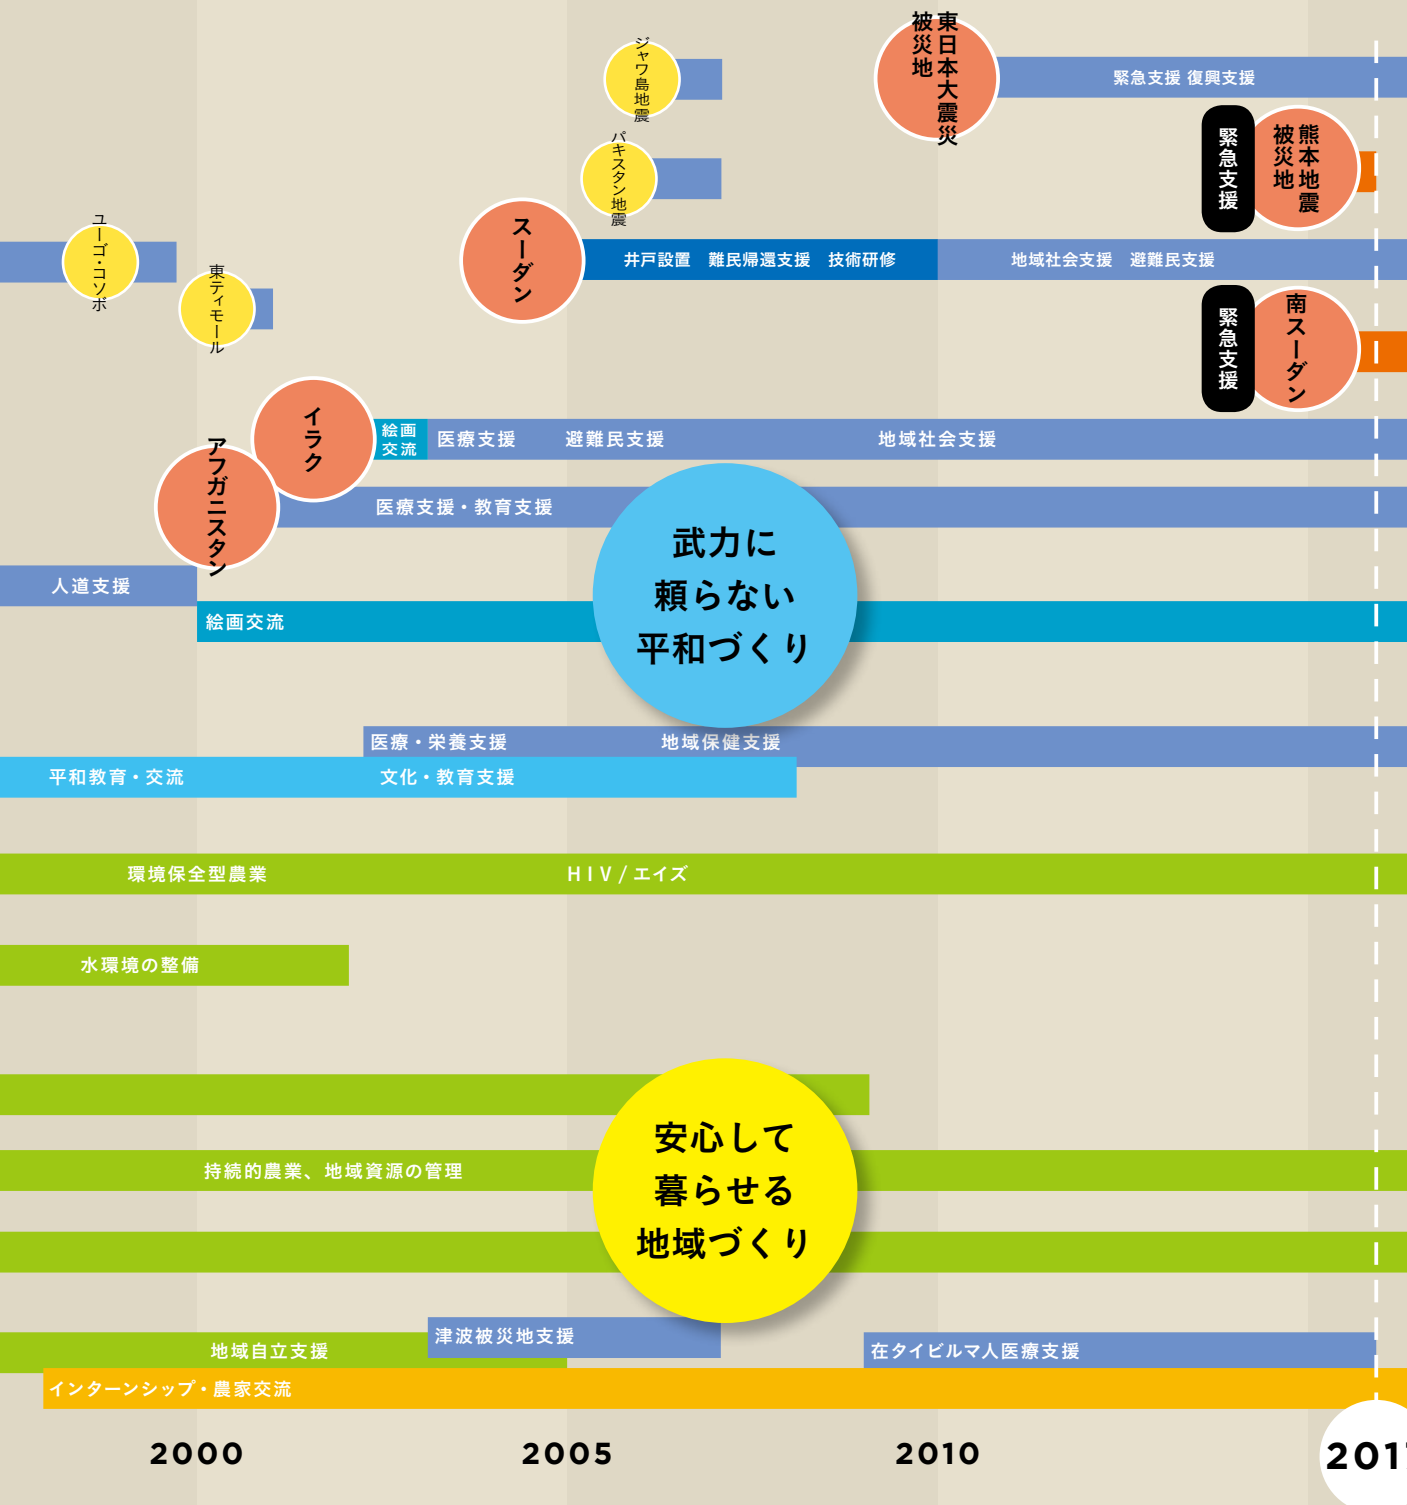 ジャワ島地震
東日本大震災
被災地
緊急支援 復興支援
パキスタン地震
緊急支援
熊本地震
被災地
ユーゴ・コソボ
東ティモール
スーダン
井戸設置 難民帰還支援 技術研修
地域社会支援 避難民支援
緊急支援
南スーダン
イラク
絵画
交流
医療支援 避難民支援 地域社会支援
アフガニスタン
医療支援・教育支援
武力に
頼らない
平和づくり
人道支援
絵画交流
医療・栄養支援 地域保健支援
平和教育・交流 文化・教育支援
環境保全型農業 HIV/エイズ
水環境の整備
安心して
暮らせる
地域づくり
持続的農業、地域資源の管理
津波被災地支援
地域自立支援
在タイビルマ人医療支援
インターンシップ・農家交流
2000 2005 2010 201